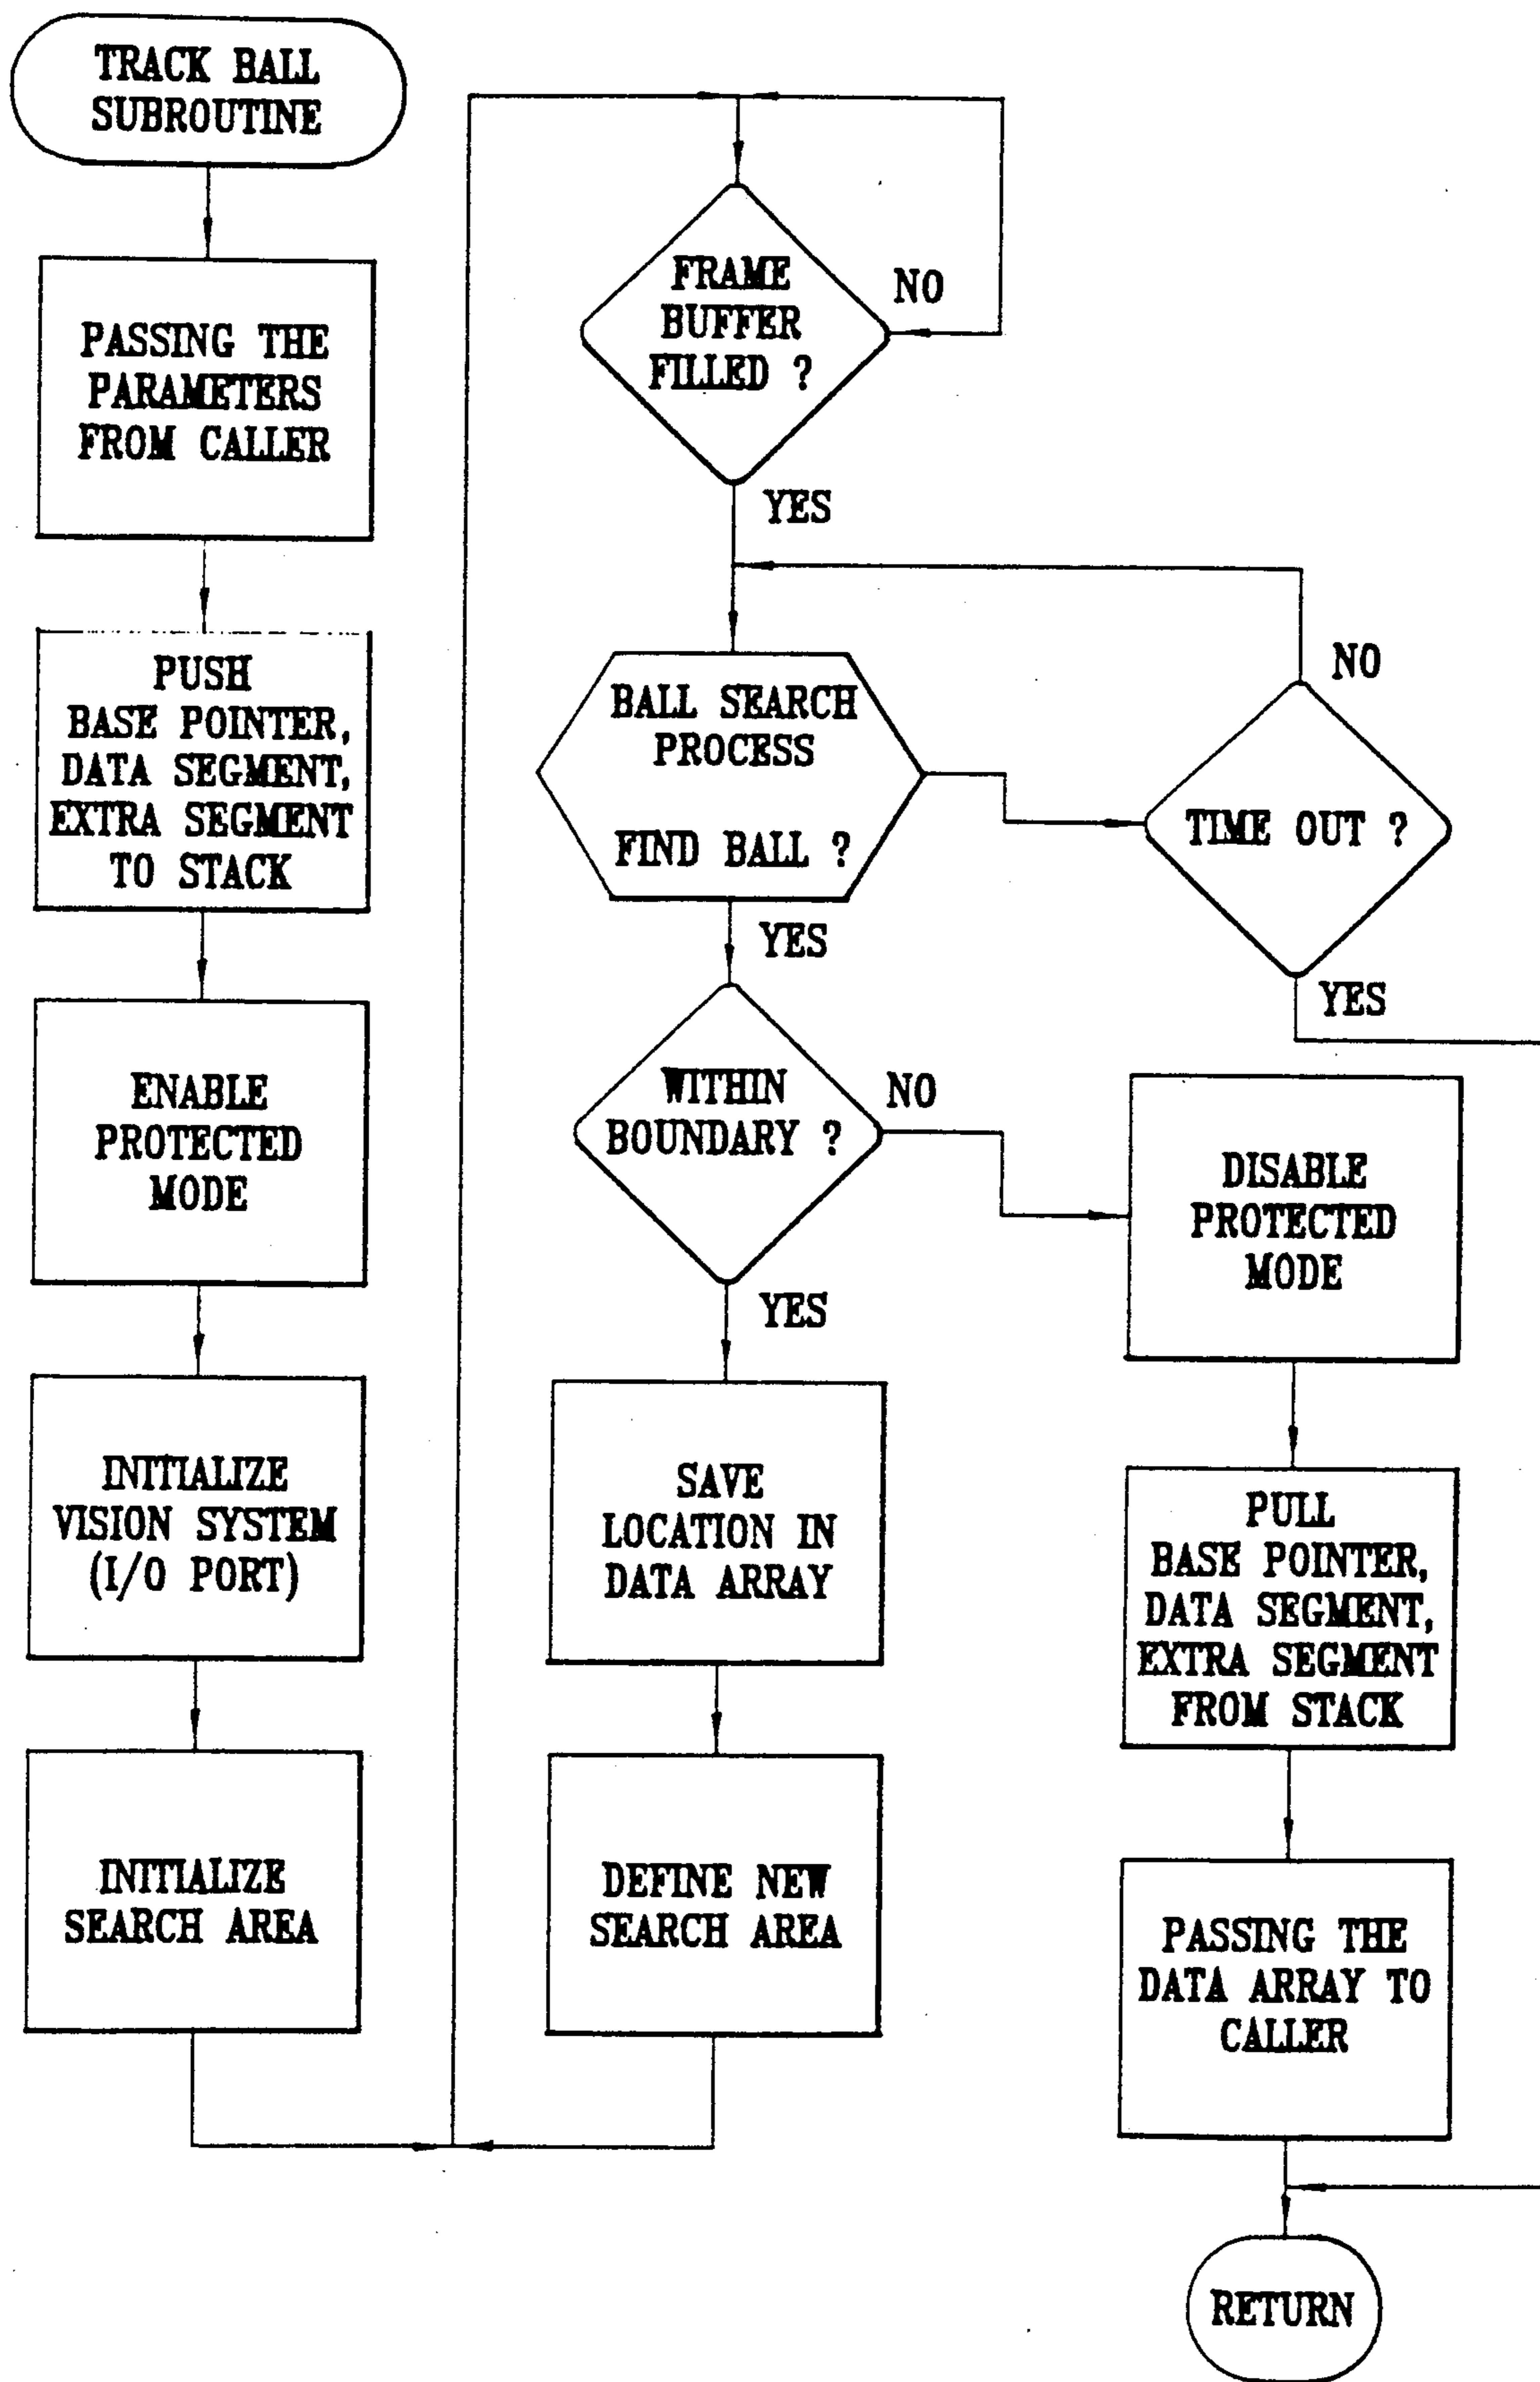 TRACK BALL
SUBROUTINE
PASSING THE
PARAMETERS
FROM CALLER
PUSH
BASE POINTER,
DATA SEGMENT,
EXTRA SEGMENT
TO STACK
ENABLE
PROTECTED
MODE
INITIALIZE
VISION SYSTEM
(I/O PORT)
INITIALIZE
SEARCH AREA
FRAME
BUFFER
FILLED ?
NO
YES
BALL SEARCH
PROCESS
FIND BALL ?
YES
TIME OUT ?
NO
YES
WITHIN
BOUNDARY ?
NO
YES
SAVE
LOCATION IN
DATA ARRAY
DEFINE NEW
SEARCH AREA
DISABLE
PROTECTED
MODE
PULL
BASE POINTER,
DATA SEGMENT,
EXTRA SEGMENT
FROM STACK
PASSING THE
DATA ARRAY TO
CALLER
RETURN